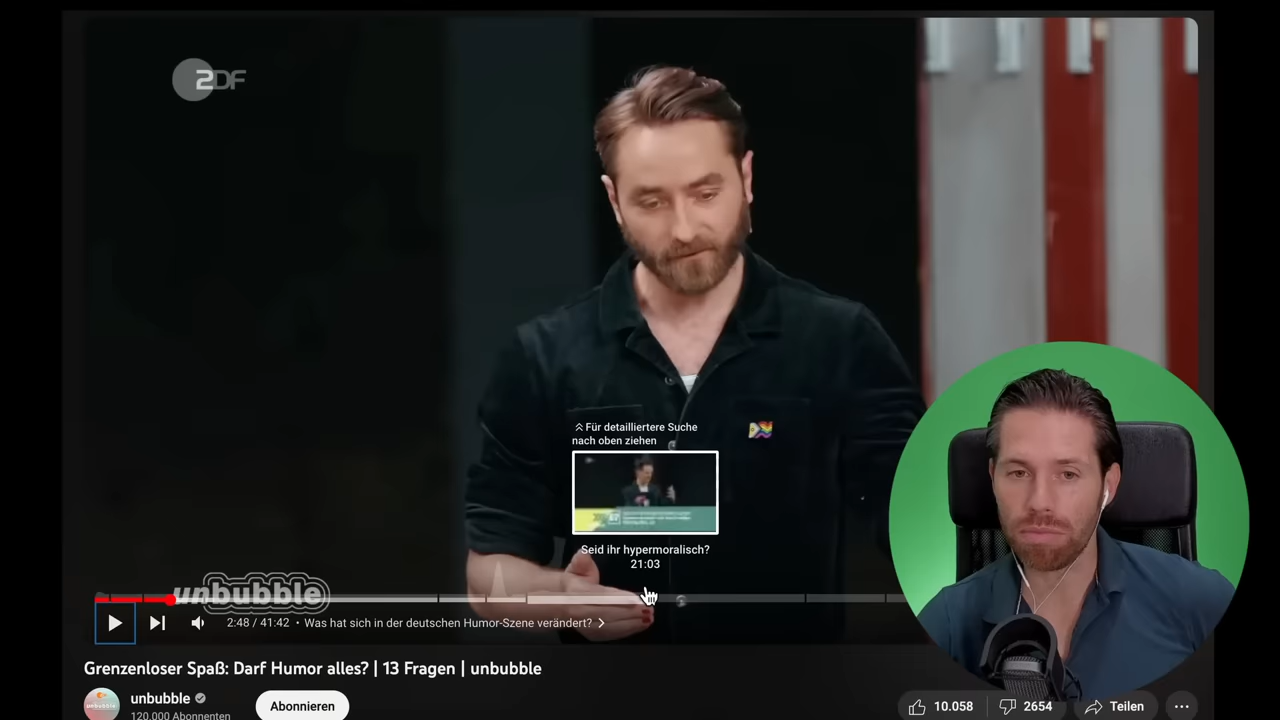 2DF
Für detailliertere Suche
nach oben ziehen
Seid ihr hypermoralisch?
21:03
unbubble
2:48 / 41:42 • Was hat sich in der deutschen Humor-Szene verändert?
Grenzenloser Spaß: Darf Humor alles? | 13 Fragen | unbubble
unbubble
120.000 Abonnenten
Abonnieren
10.058
2654
Teilen